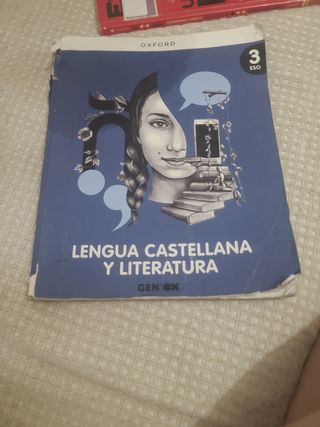 OXFORD
3
ESO
ñ
LENGUA CASTELLANA
Y LITERATURA
GEN OX